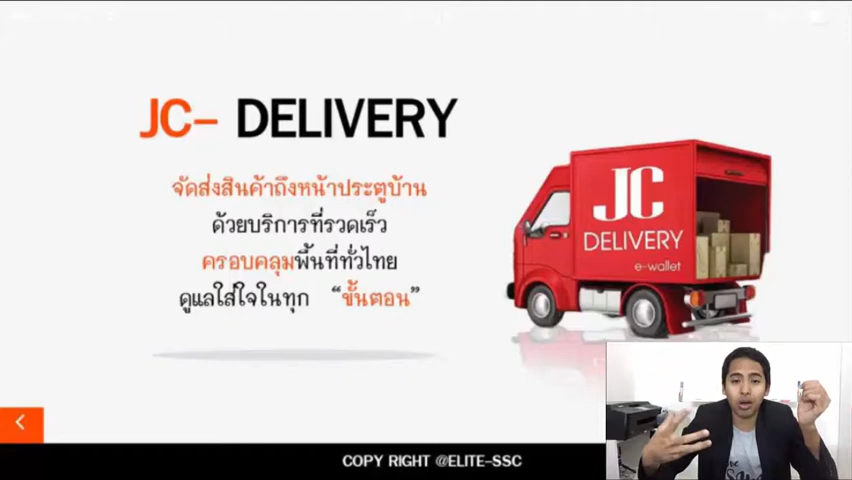 JC- DELIVERY
จัดส่งสินค้าถึงหน้าประตูบ้าน
ด้วยบริการที่รวดเร็ว
ครอบคลุมพื้นที่ทั่วไทย
ดูแลใส่ใจในทุก "ขั้นตอน"
JC
DELIVERY
e-wallet
COPY RIGHT @ELITE-SSC